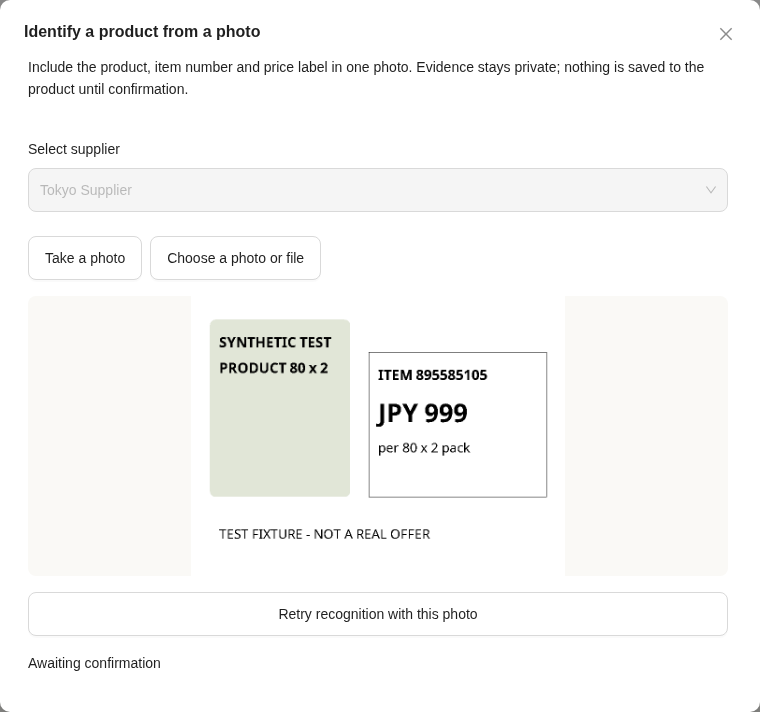 Identify a product from a photo
Include the product, item number and price label in one photo. Evidence stays private; nothing is saved to the
product until confirmation.
Select supplier
Tokyo Supplier
Take a photo
Choose a photo or file
SYNTHETIC TEST
PRODUCT 80 x 2
ITEM 895585105
JPY 999
per 80 x 2 pack
TEST FIXTURE - NOT A REAL OFFER
Retry recognition with this photo
Awaiting confirmation